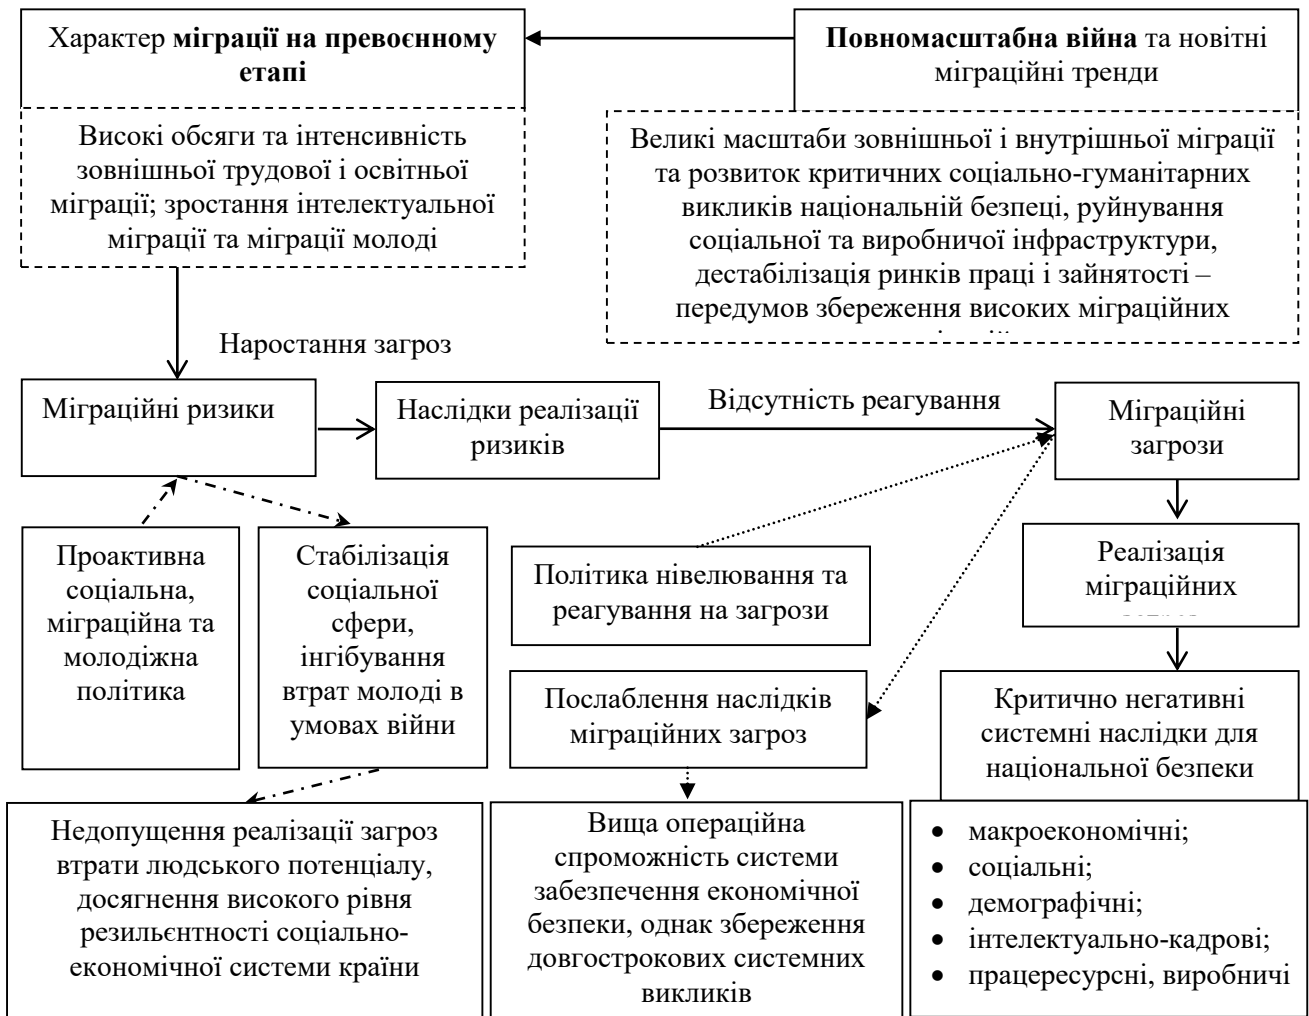 Характер міграції на превоєнному
етапі
Повномасштабна війна та новітні
міграційні тренди
Високі обсяги та інтенсивність
зовнішньої трудової і освітньої
міграції; зростання інтелектуальної
міграції та міграції молоді
Великі масштаби зовнішньої і внутрішньої міграції
та розвиток критичних соціально-гуманітарних
викликів національній безпеці, руйнування
соціальної та виробничої інфраструктури,
дестабілізація ринків праці і зайнятості –
передумов збереження високих міграційних
Наростання загроз
Міграційні ризики
Наслідки реалізації
ризиків
Відсутність реагування
Міграційні
загрози
Проактивна
соціальна,
міграційна та
молодіжна
політика
Стабілізація
соціальної
сфери,
інгібування
втрат молоді в
умовах війни
Політика нівелювання та
реагування на загрози
Реалізація
міграційних
Послаблення наслідків
міграційних загроз
Критично негативні
системні наслідки для
національної безпеки
Недопущення реалізації загроз
втрати людського потенціалу,
досягнення високого рівня
резильєнтності соціально-
економічної системи країни
Вища операційна
спроможність системи
забезпечення економічної
безпеки, однак збереження
довгострокових системних
викликів
• макроекономічні;
• соціальні;
• демографічні;
• інтелектуально-кадрові;
• працересурсні, виробничі